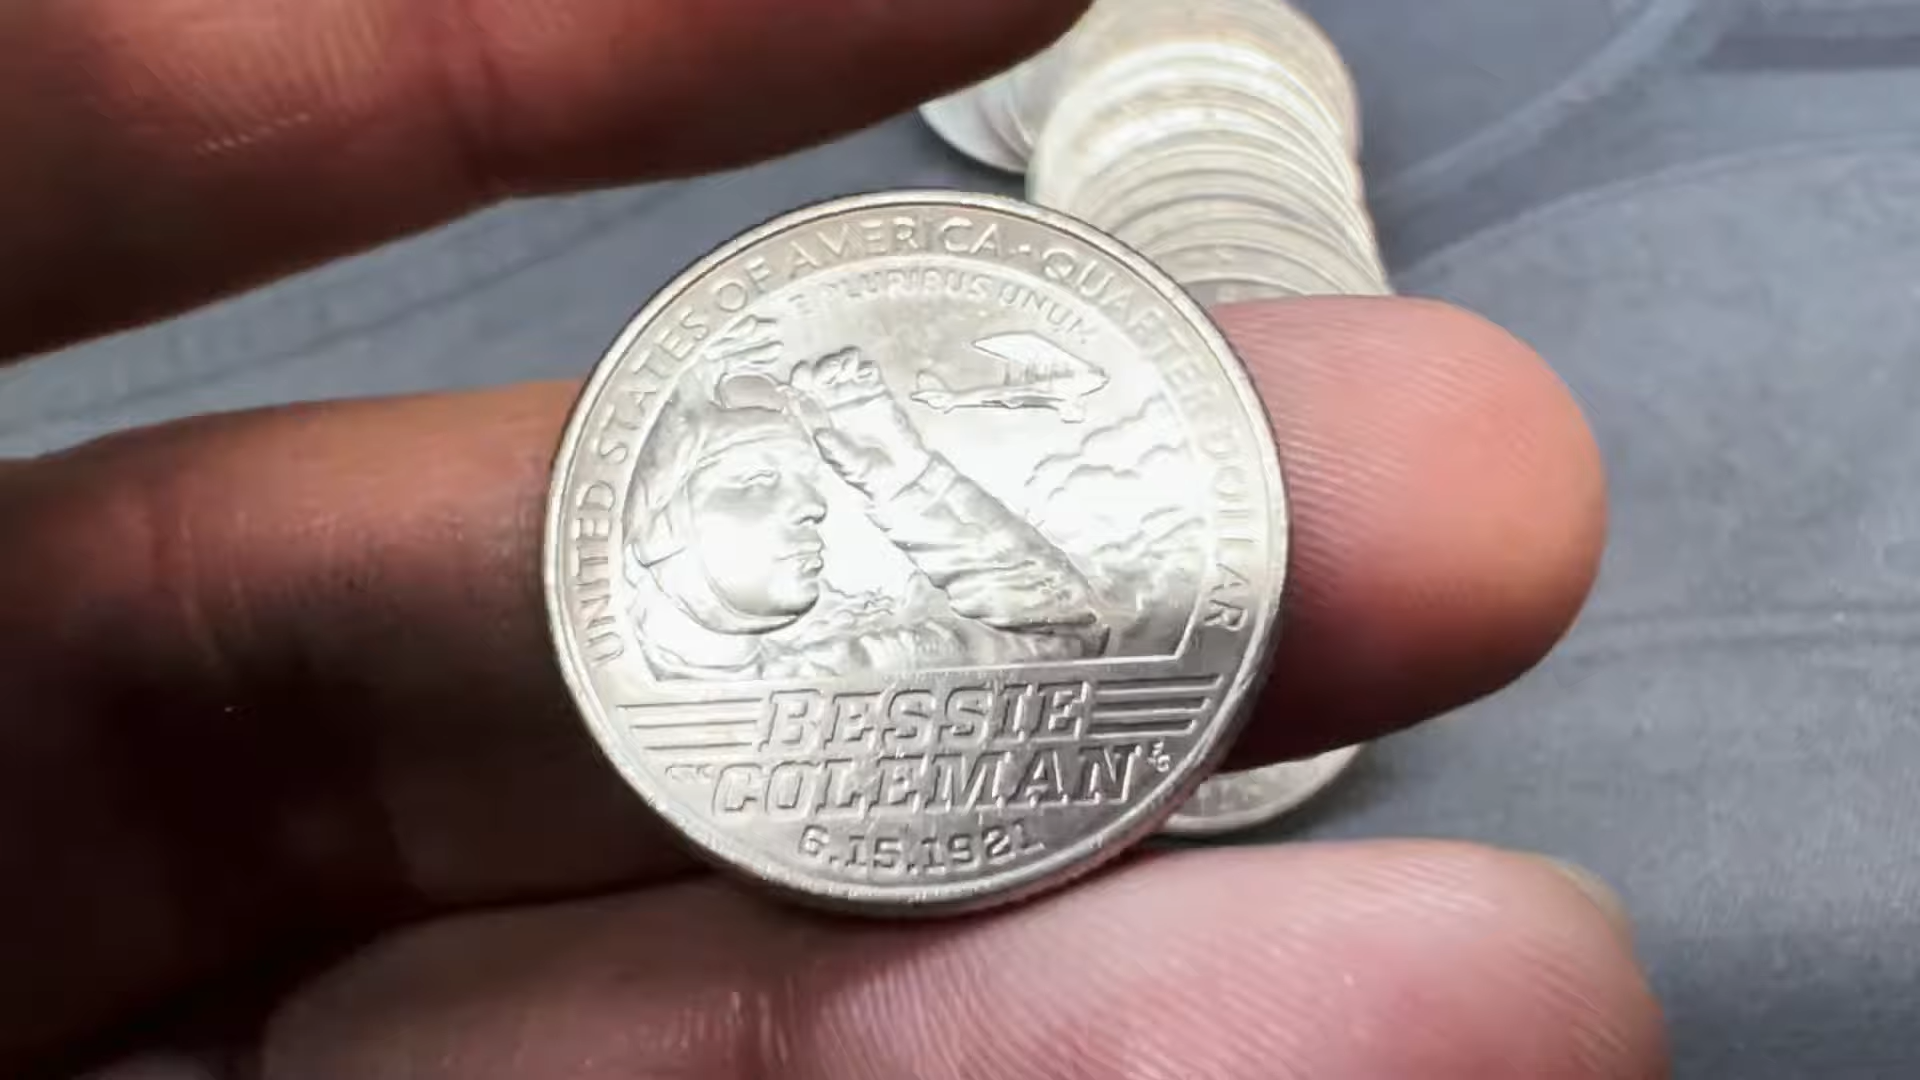 UNITED STATES OF AMERICA • QUARTER DOLLAR
E PLURIBUS UNUM
BESSIE
COLEMAN
6.15.1921